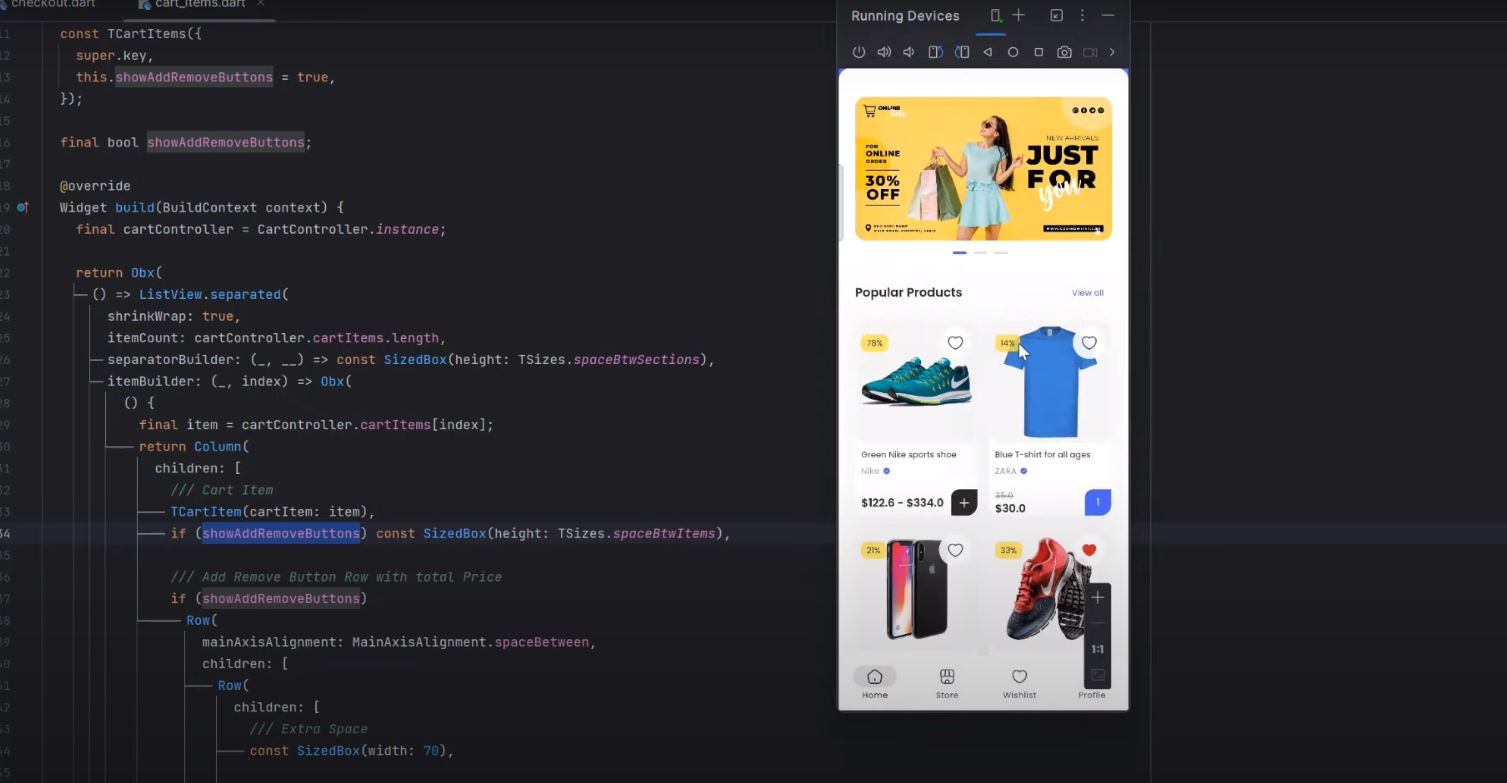 checkout.dart
cart_items.dart ×
11 const TCartItems({
12 super.key,
13 this.showAddRemoveButtons = true,
14 });
15
16 final bool showAddRemoveButtons;
17
18 @override
19 Widget build(BuildContext context) {
20 final cartController = CartController.instance;
21
22 return Obx(
23 () => ListView.separated(
24 shrinkWrap: true,
25 itemCount: cartController.cartItems.length,
26 separatorBuilder: (_, __) => const SizedBox(height: TSizes.spaceBtwSections),
27 itemBuilder: (_, index) => Obx(
28 () {
29 final item = cartController.cartItems[index];
30 return Column(
31 children: [
32 /// Cart Item
33 TCartItem(cartItem: item),
34 if (showAddRemoveButtons) const SizedBox(height: TSizes.spaceBtwItems),
35
36 /// Add Remove Button Row with total Price
37 if (showAddRemoveButtons)
38 Row(
39 mainAxisAlignment: MainAxisAlignment.spaceBetween,
40 children: [
41 Row(
42 children: [
43 /// Extra Space
44 const SizedBox(width: 70),
45
Running Devices
ONLINE
FOR
ONLINE
ORDER
30%
OFF
NEW ARRIVALS
JUST
FOR
you
Popular Products
View all
78%
14%
Green Nike sports shoe
Nike
$122.6 - $334.0
+
Blue T-shirt for all ages
ZARA
35.0
$30.0
1
21%
33%
1:1
Home
Store
Wishlist
Profile